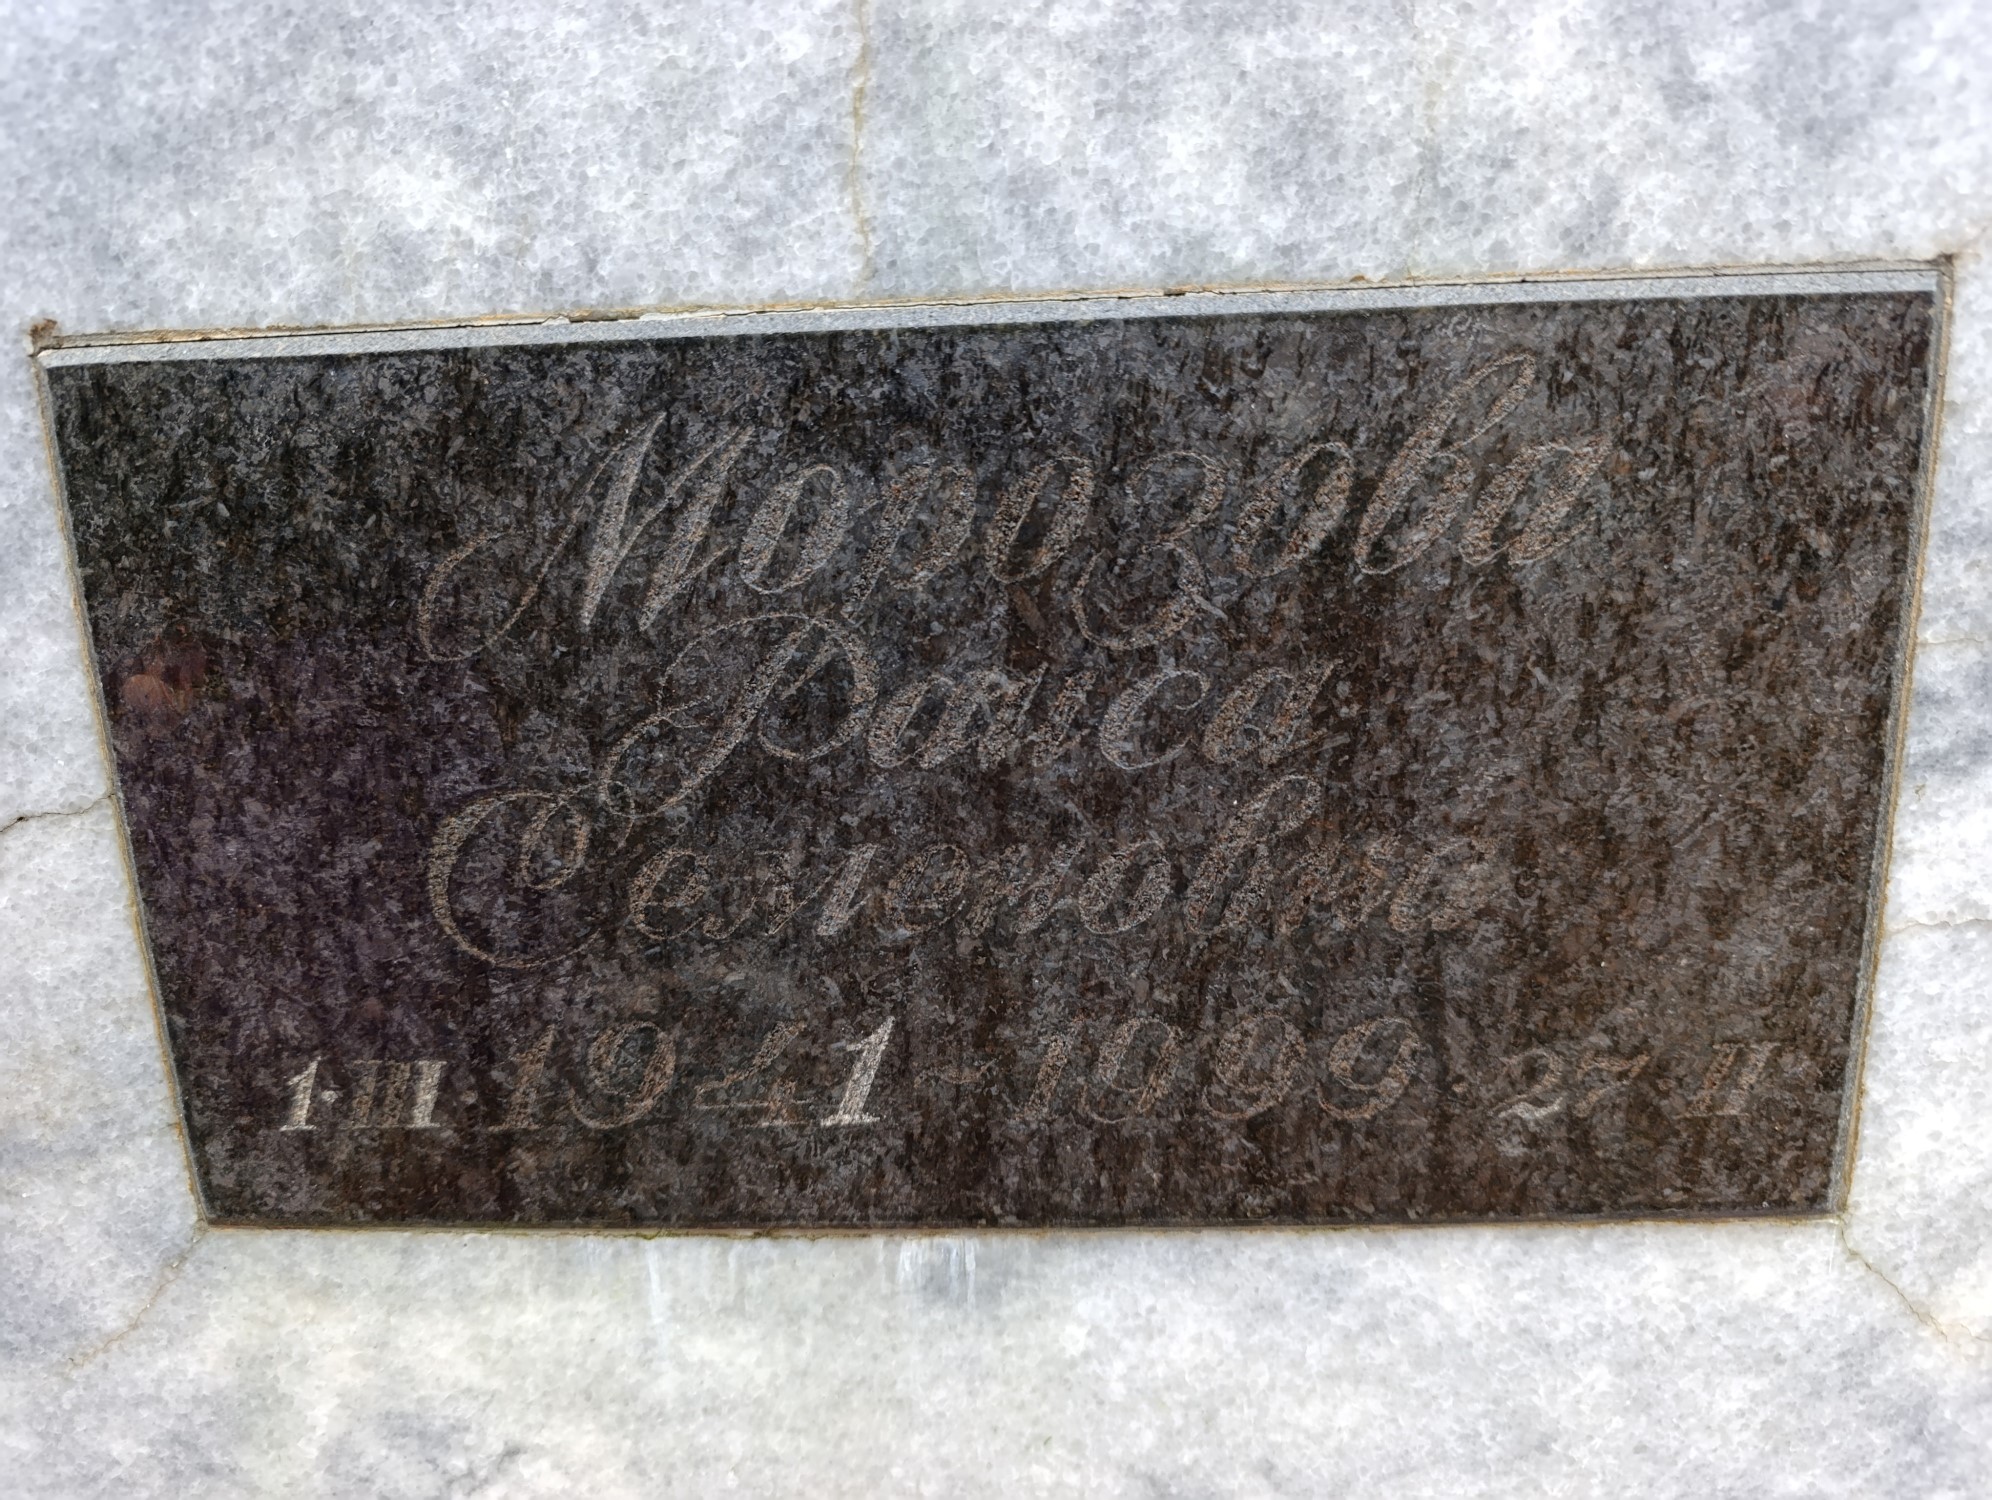 Морозова
Раиса
Семеновна
1·III 1941 - 1999 27·II